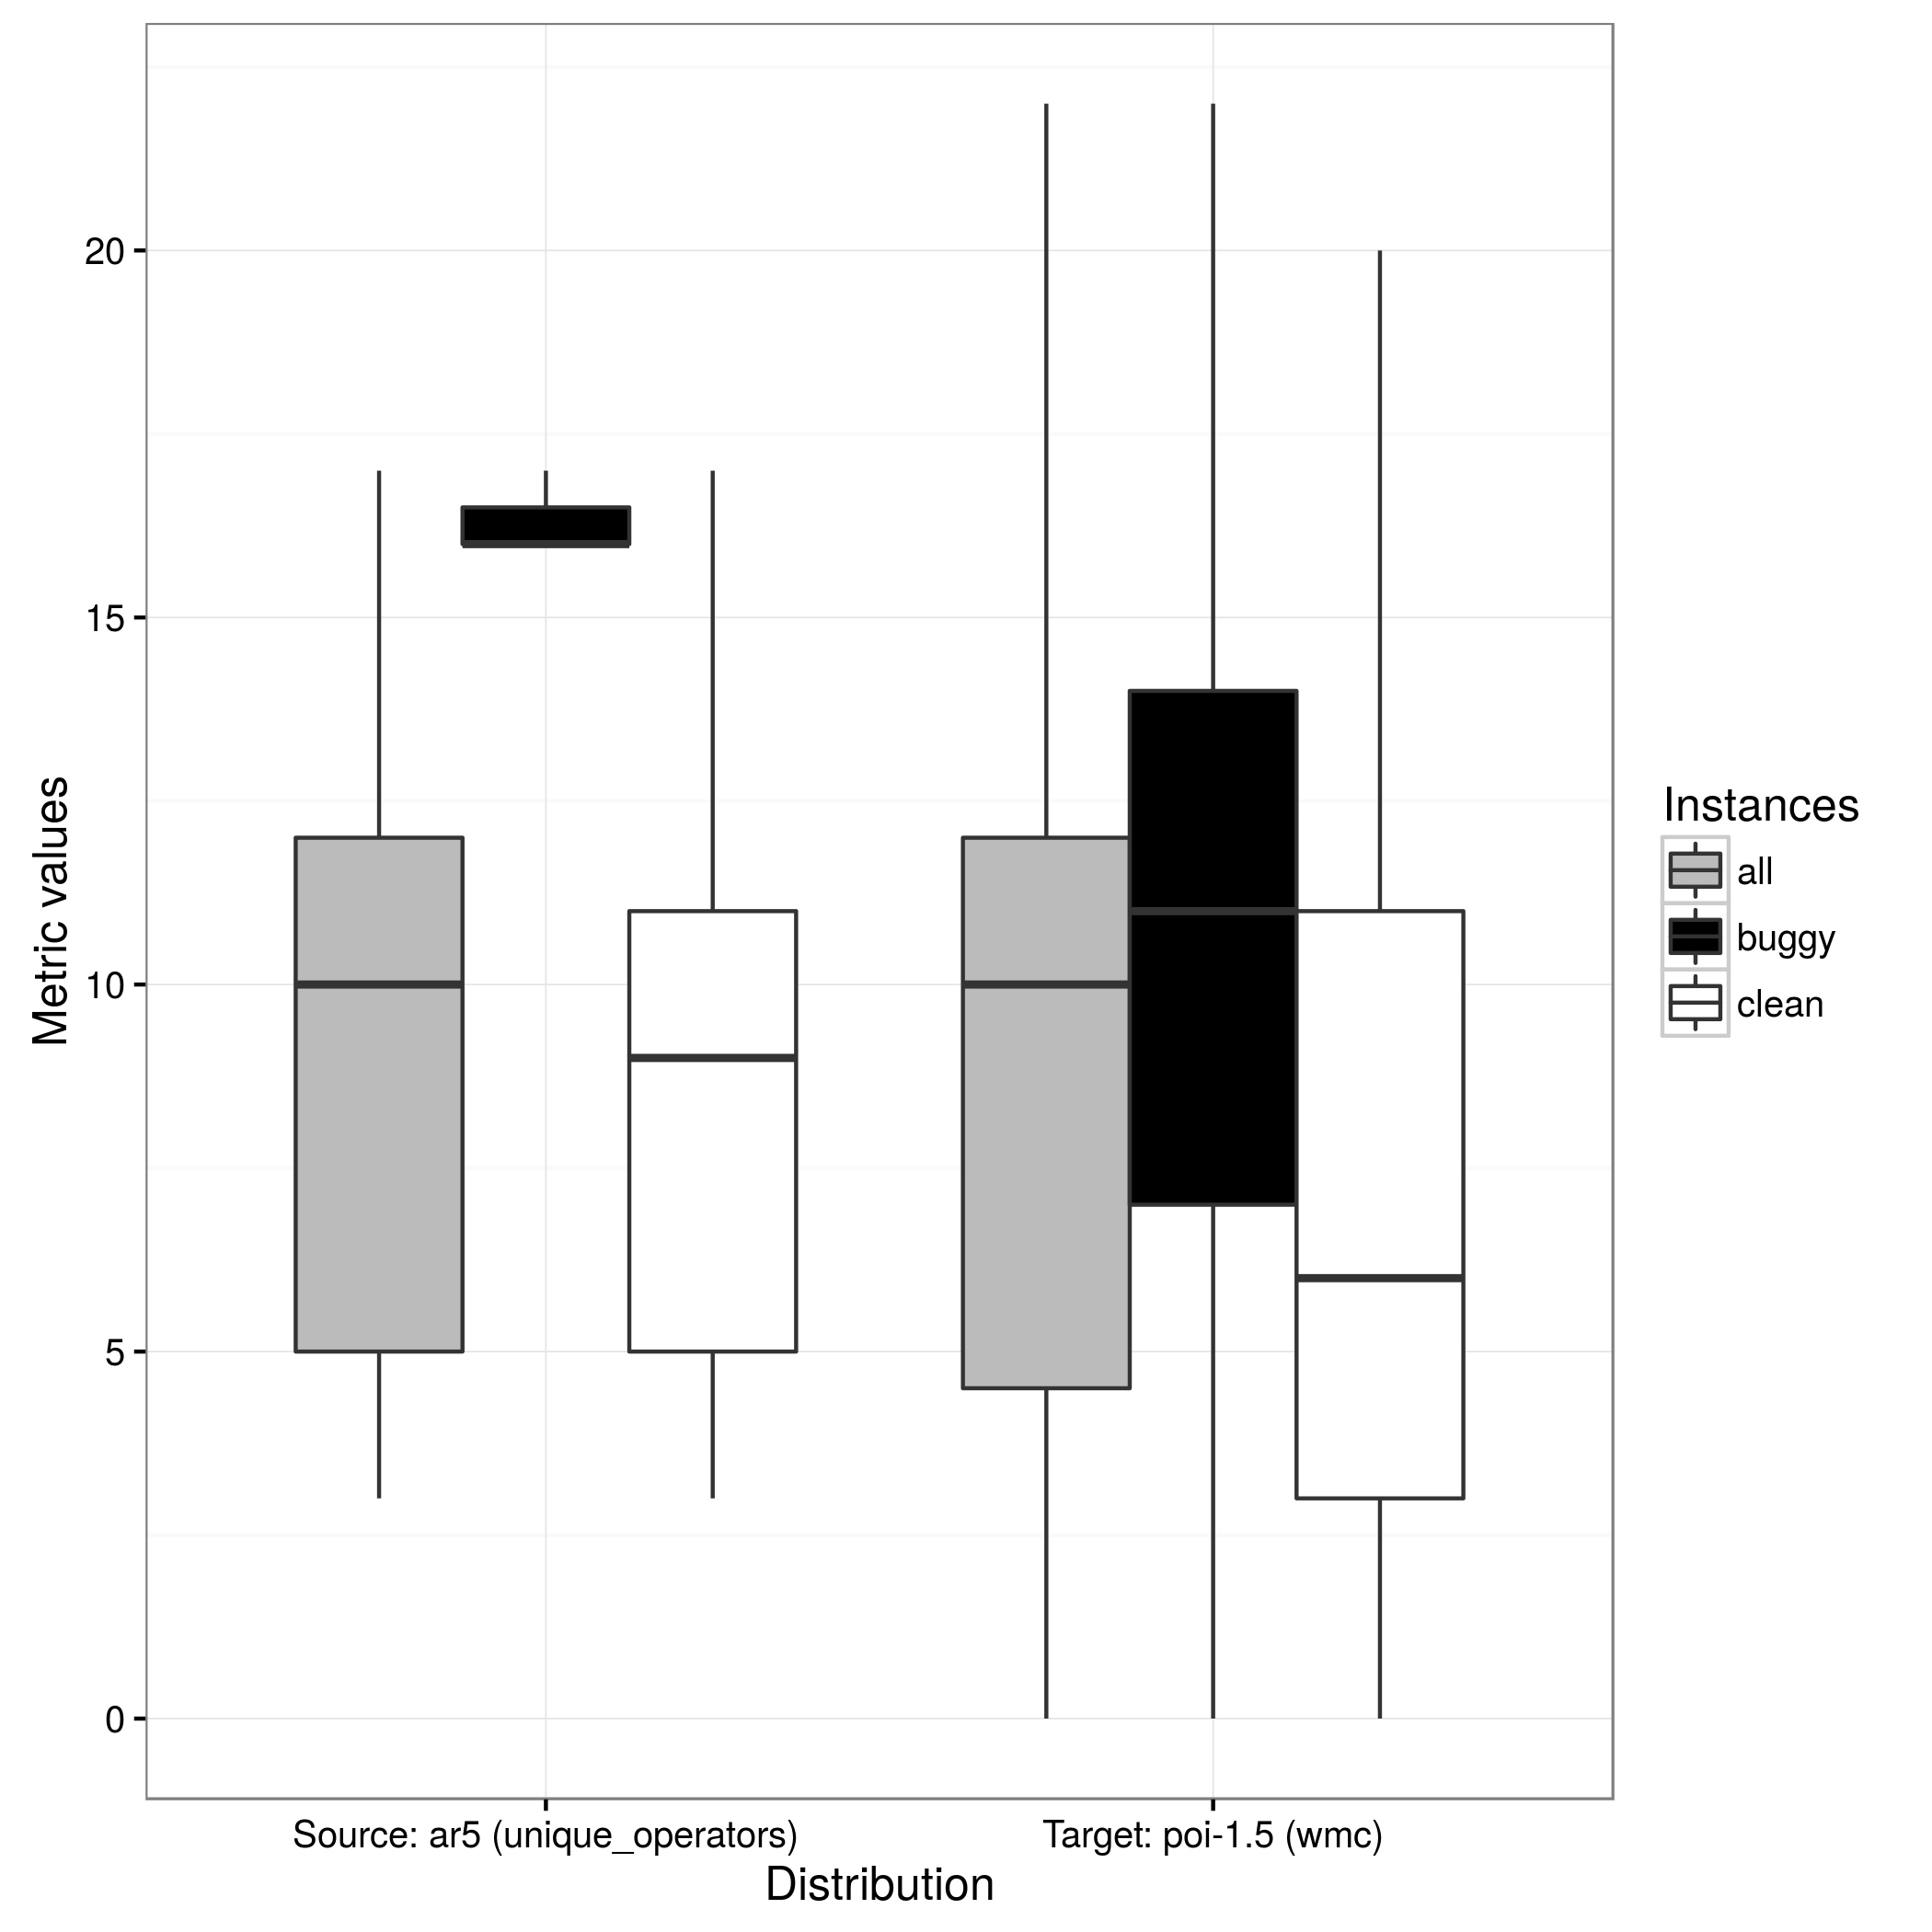 Metric values
20
15
10
5
0
Source: ar5 (unique_operators)
Target: poi-1.5 (wmc)
Distribution
Instances
all
buggy
clean